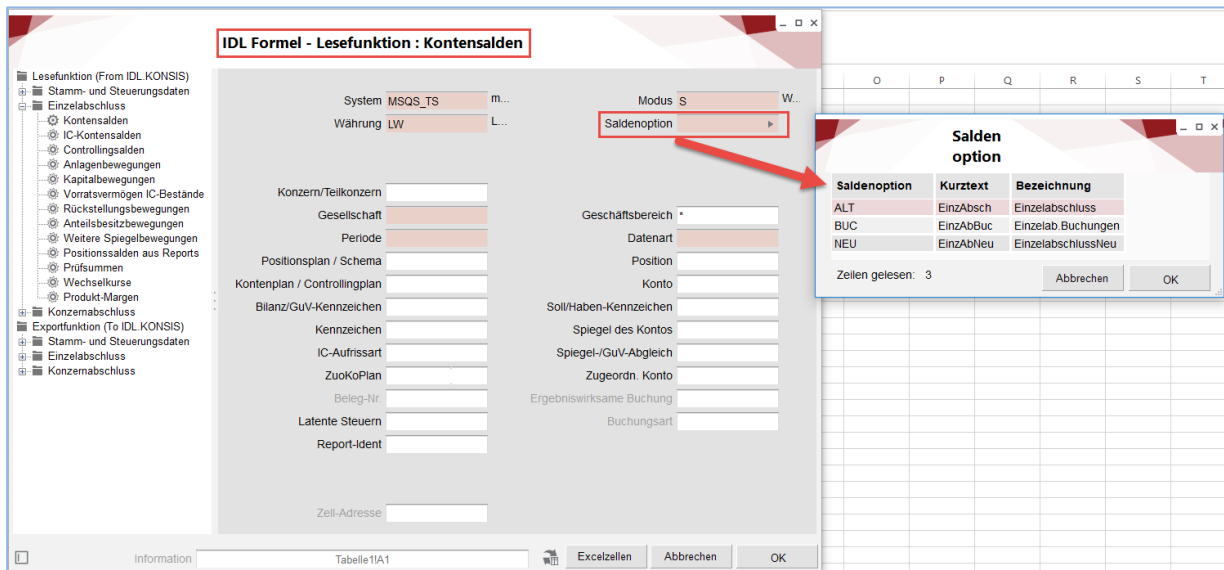 IDL Formel - Lesefunktion : Kontensalden
Lesefunktion (From IDL.KONSIS)
Stamm- und Steuerungsdaten
Einzelabschluss
Kontensalden
IC-Kontensalden
Controllingsalden
Anlagenbewegungen
Kapitalbewegungen
Vorratsvermögen IC-Bestände
Rückstellungsbewegungen
Anteilsbesitzbewegungen
Weitere Spiegelbewegungen
Positionssalden aus Reports
Prüfsummen
Wechselkurse
Produkt-Margen
Konzernabschluss
Exportfunktion (To IDL.KONSIS)
Stamm- und Steuerungsdaten
Einzelabschluss
Konzernabschluss
System MSQS_TS m... Modus S W...
Währung LW L... Saldenoption
Konzern/Teilkonzern
Gesellschaft Geschäftsbereich *
Periode Datenart
Positionsplan / Schema Position
Kontenplan / Controllingplan Konto
Bilanz/GuV-Kennzeichen Soll/Haben-Kennzeichen
Kennzeichen Spiegel des Kontos
IC-Aufrissart Spiegel-/GuV-Abgleich
ZuoKoPlan Zugeordn. Konto
Beleg-Nr. Ergebniswirksame Buchung
Latente Steuern Buchungsart
Report-Ident
Zell-Adresse
Information Tabelle1!A1 Excelzellen Abbrechen OK
O P Q R S T
Salden
option
Saldenoption Kurztext Bezeichnung
ALT EinzAbsch Einzelabschluss
BUC EinzAbBuc Einzelab.Buchungen
NEU EinzAbNeu EinzelabschlussNeu
Zeilen gelesen: 3 Abbrechen OK